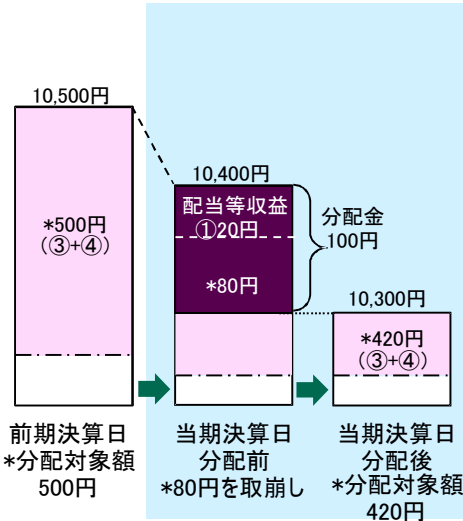 10,500円
*500円
(③+④)
10,400円
配当等収益
①20円
*80円
分配金
100円
10,300円
*420円
(③+④)
前期決算日
*分配対象額
500円
当期決算日
分配前
*80円を取崩し
当期決算日
分配後
*分配対象額
420円